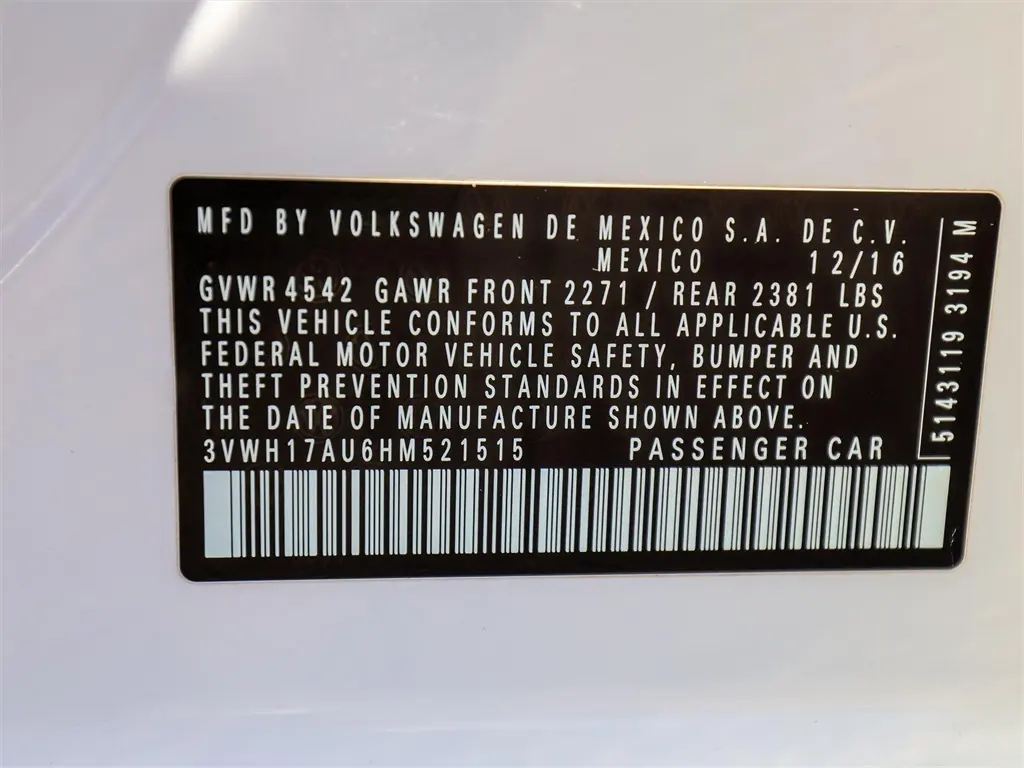 MFD BY VOLKSWAGEN DE MEXICO S.A. DE C.V.
MEXICO 12/16
GVWR 4542 GAWR FRONT 2271 / REAR 2381 LBS
THIS VEHICLE CONFORMS TO ALL APPLICABLE U.S.
FEDERAL MOTOR VEHICLE SAFETY, BUMPER AND
THEFT PREVENTION STANDARDS IN EFFECT ON
THE DATE OF MANUFACTURE SHOWN ABOVE.
3VWH17AU6HM521515 PASSENGER CAR
5143119 3194 M